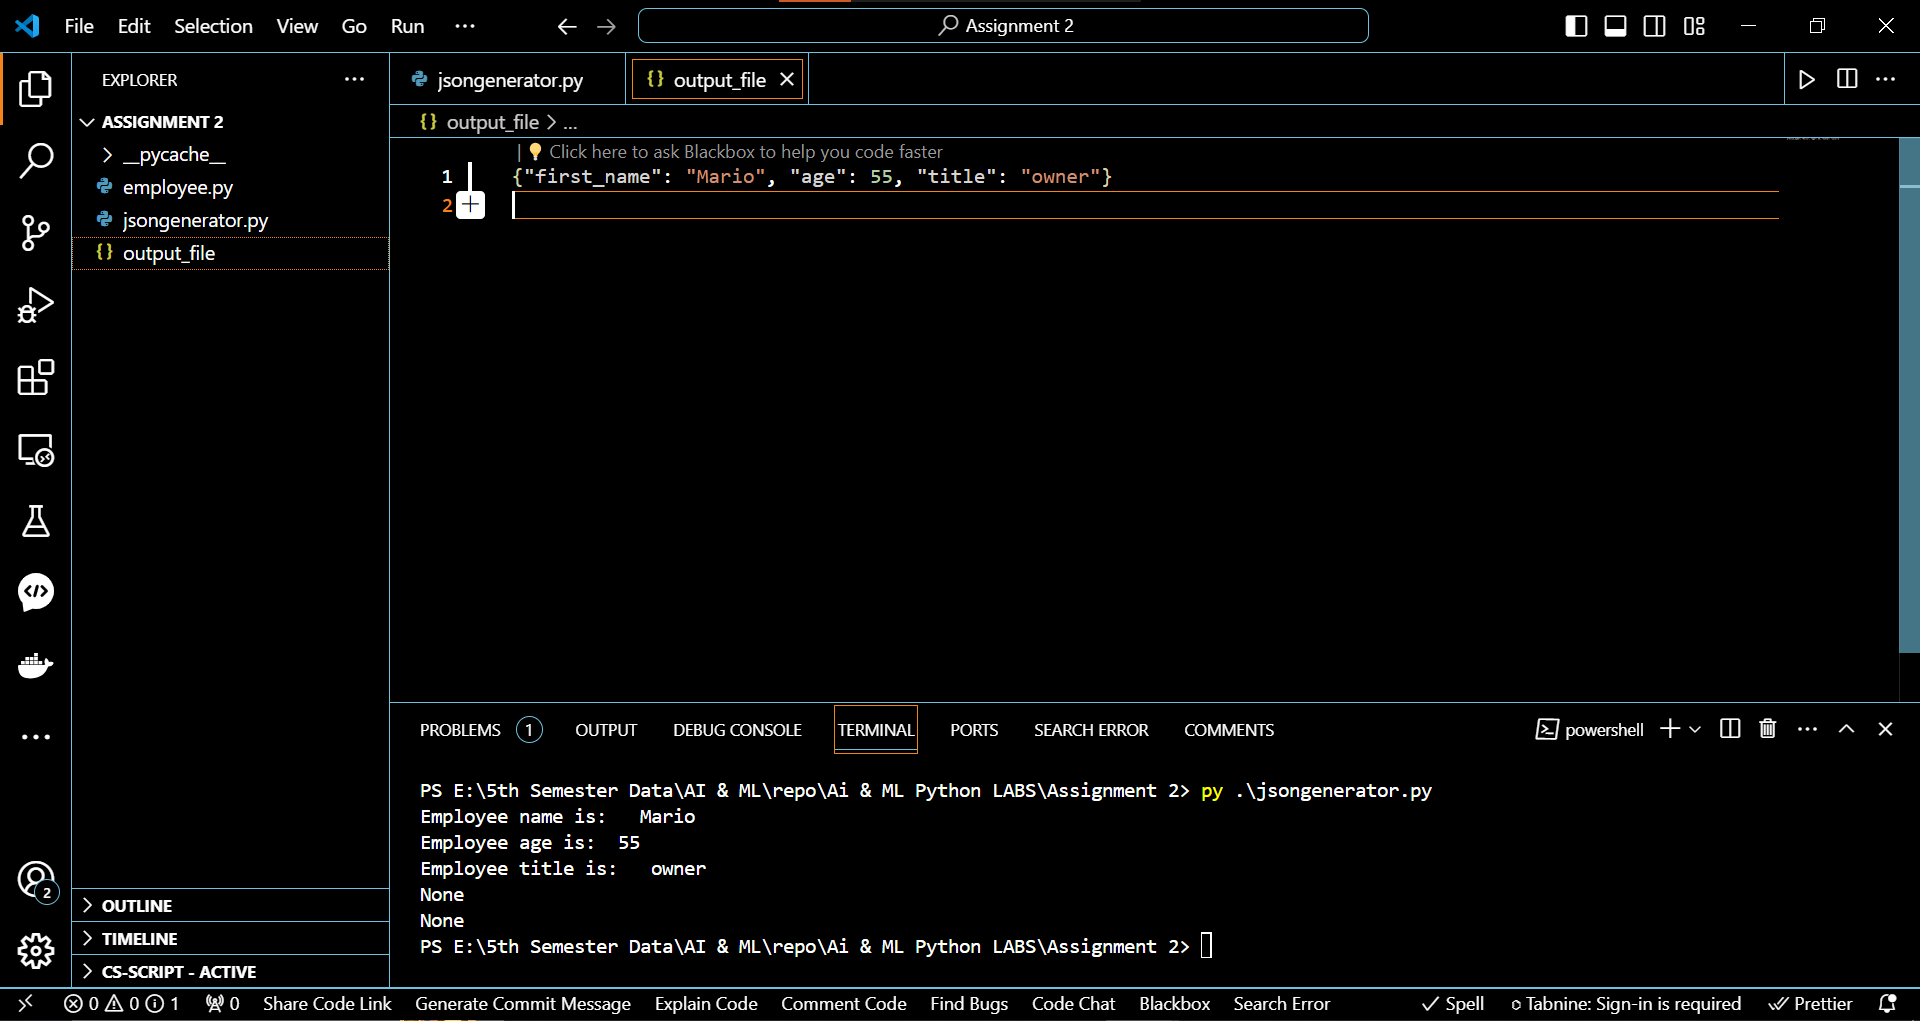 File Edit Selection View Go Run ··· Assignment 2
EXPLORER ···
ASSIGNMENT 2
__pycache__
employee.py
jsongenerator.py
{} output_file
jsongenerator.py {} output_file
{} output_file > ...
| Click here to ask Blackbox to help you code faster
1 {"first_name": "Mario", "age": 55, "title": "owner"}
2
PROBLEMS 1 OUTPUT DEBUG CONSOLE TERMINAL PORTS SEARCH ERROR COMMENTS powershell
PS E:\5th Semester Data\AI & ML\repo\Ai & ML Python LABS\Assignment 2> py .\jsongenerator.py
Employee name is:   Mario
Employee age is:  55
Employee title is:   owner
None
None
PS E:\5th Semester Data\AI & ML\repo\Ai & ML Python LABS\Assignment 2>
2
OUTLINE
TIMELINE
CS-SCRIPT - ACTIVE
0 0 1 0 Share Code Link Generate Commit Message Explain Code Comment Code Find Bugs Code Chat Blackbox Search Error Spell Tabnine: Sign-in is required Prettier